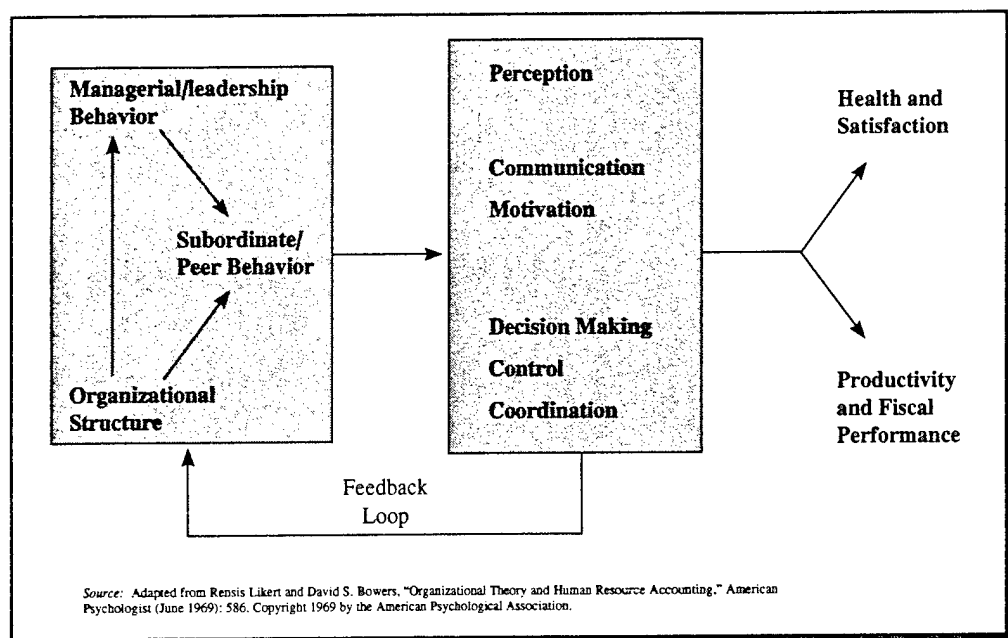 Managerial/leadership
Behavior
Subordinate/
Peer Behavior
Organizational
Structure
Perception
Communication
Motivation
Decision Making
Control
Coordination
Health and
Satisfaction
Productivity
and Fiscal
Performance
Feedback
Loop
Source: Adapted from Rensis Likert and David S. Bowers, "Organizational Theory and Human Resource Accounting," American
Psychologist (June 1969): 586. Copyright 1969 by the American Psychological Association.